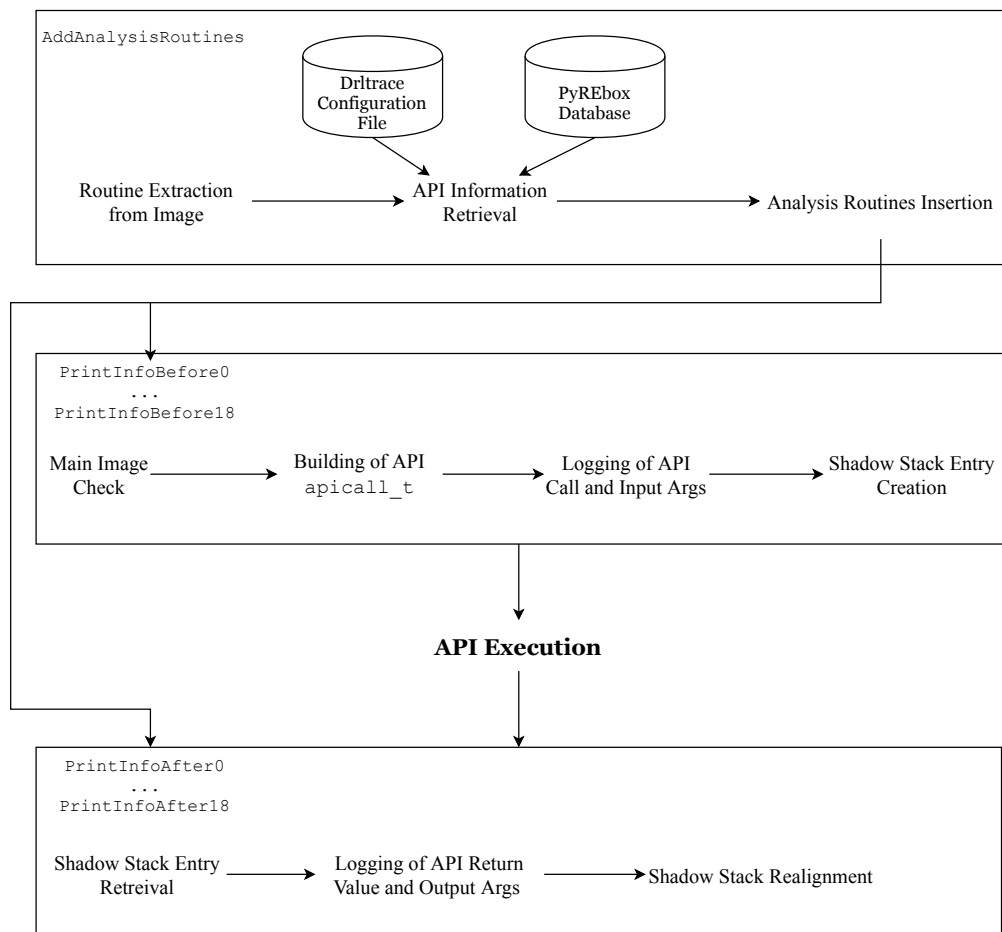 AddAnalysisRoutines
Drltrace
Configuration
File
PyREbox
Database
Routine Extraction
from Image
API Information
Retrieval
Analysis Routines Insertion
PrintInfoBefore0
...
PrintInfoBefore18
Main Image
Check
Building of API
apicall_t
Logging of API
Call and Input Args
Shadow Stack Entry
Creation
API Execution
PrintInfoAfter0
...
PrintInfoAfter18
Shadow Stack Entry
Retreival
Logging of API Return
Value and Output Args
Shadow Stack Realignment